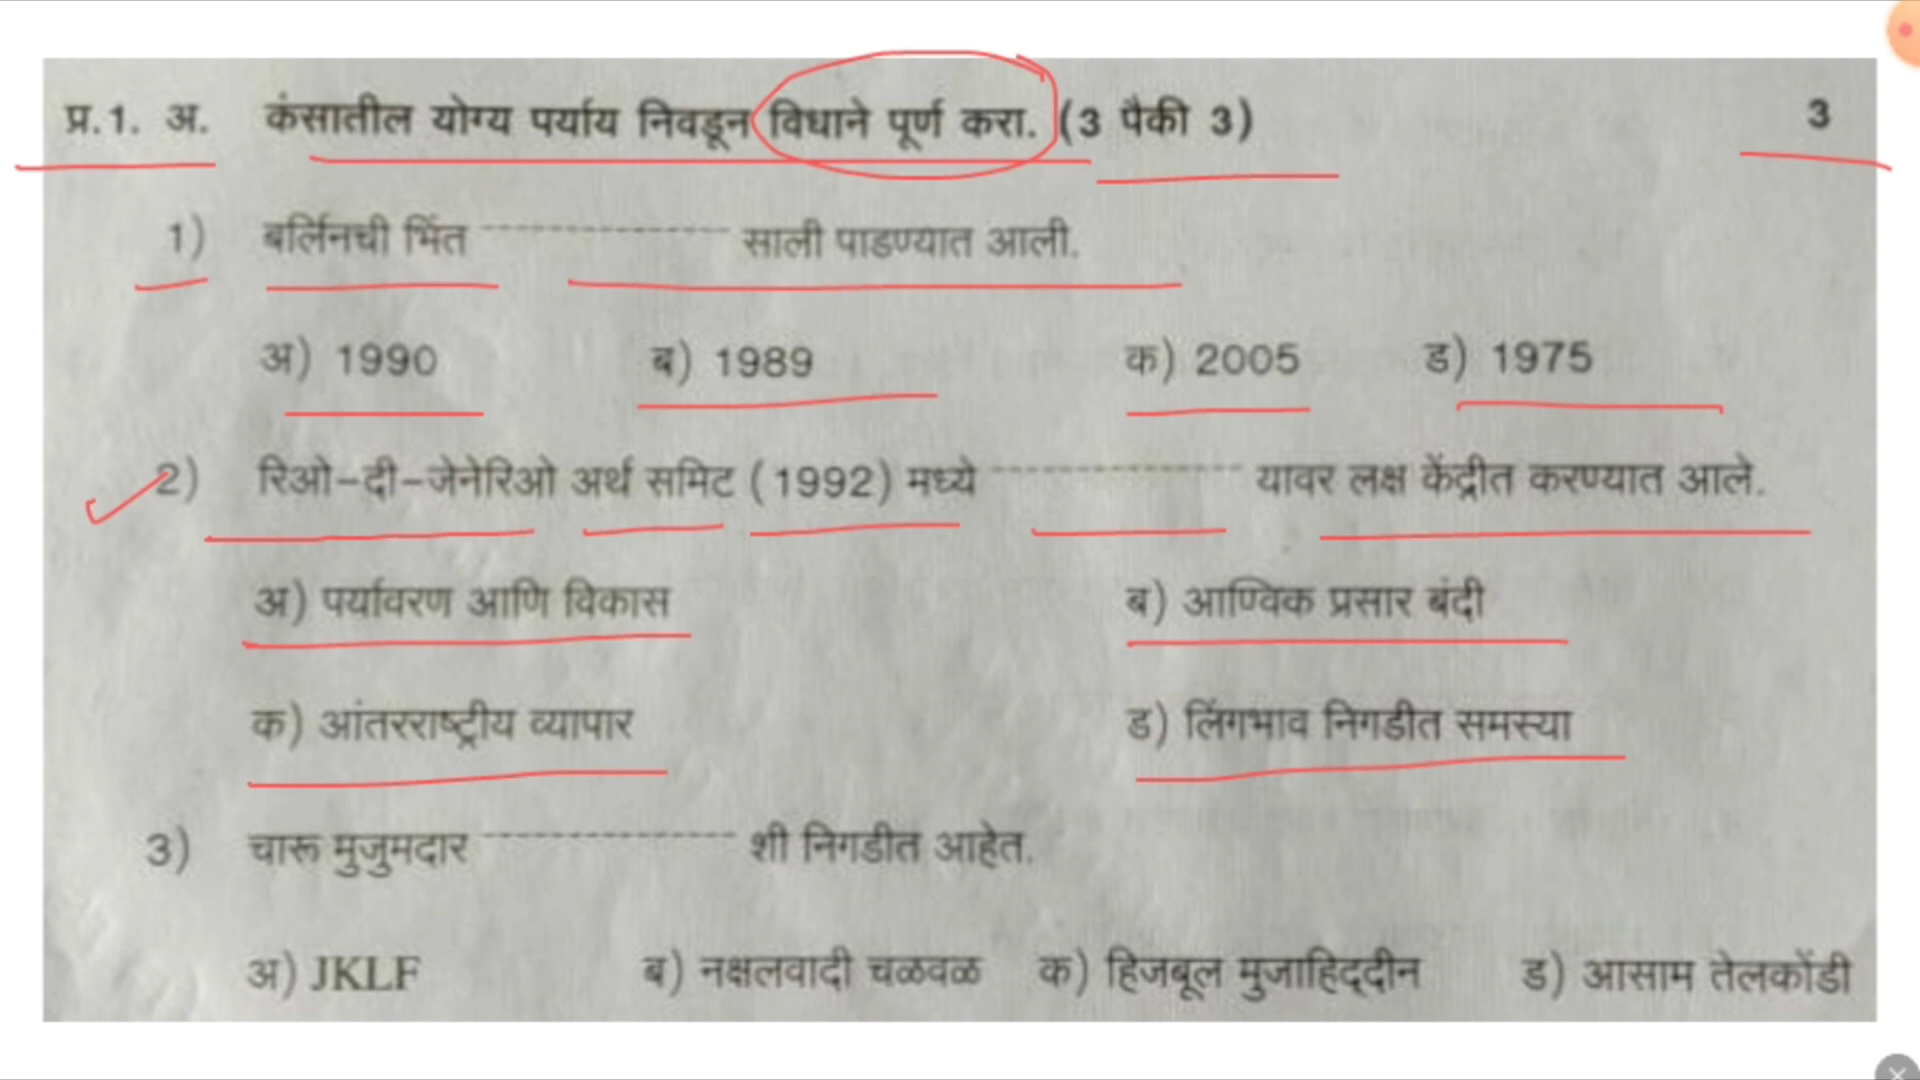 प्र.1. अ. कंसातील योग्य पर्याय निवडून विधाने पूर्ण करा. (3 पैकी 3) 3
1) बर्लिनची भिंत ---------------- साली पाडण्यात आली.
अ) 1990 ब) 1989 क) 2005 ड) 1975
2) रिओ-दी-जेनेरिओ अर्थ समिट (1992) मध्ये ---------------- यावर लक्ष केंद्रीत करण्यात आले.
अ) पर्यावरण आणि विकास ब) आण्विक प्रसार बंदी
क) आंतरराष्ट्रीय व्यापार ड) लिंगभाव निगडीत समस्या
3) चारू मुजुमदार ---------------- शी निगडीत आहेत.
अ) JKLF ब) नक्षलवादी चळवळ क) हिजबूल मुजाहिद्दीन ड) आसाम तेलकोंडी